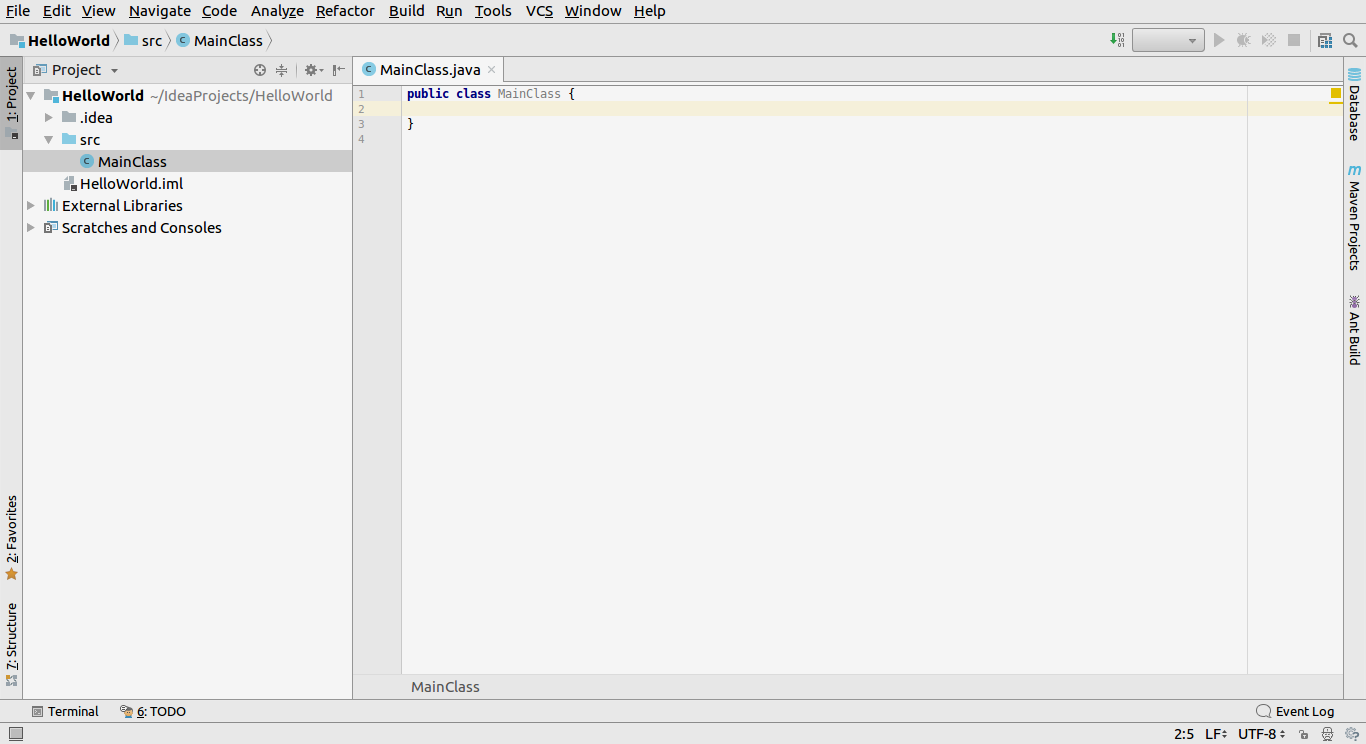 File Edit View Navigate Code Analyze Refactor Build Run Tools VCS Window Help
HelloWorld src MainClass
1: Project
Project
MainClass.java
HelloWorld ~/IdeaProjects/HelloWorld
.idea
src
MainClass
HelloWorld.iml
External Libraries
Scratches and Consoles
1 public class MainClass {
2
3 }
4
Database
Maven Projects
Ant Build
2: Favorites
7: Structure
MainClass
Terminal 6: TODO Event Log
2:5 LF UTF-8